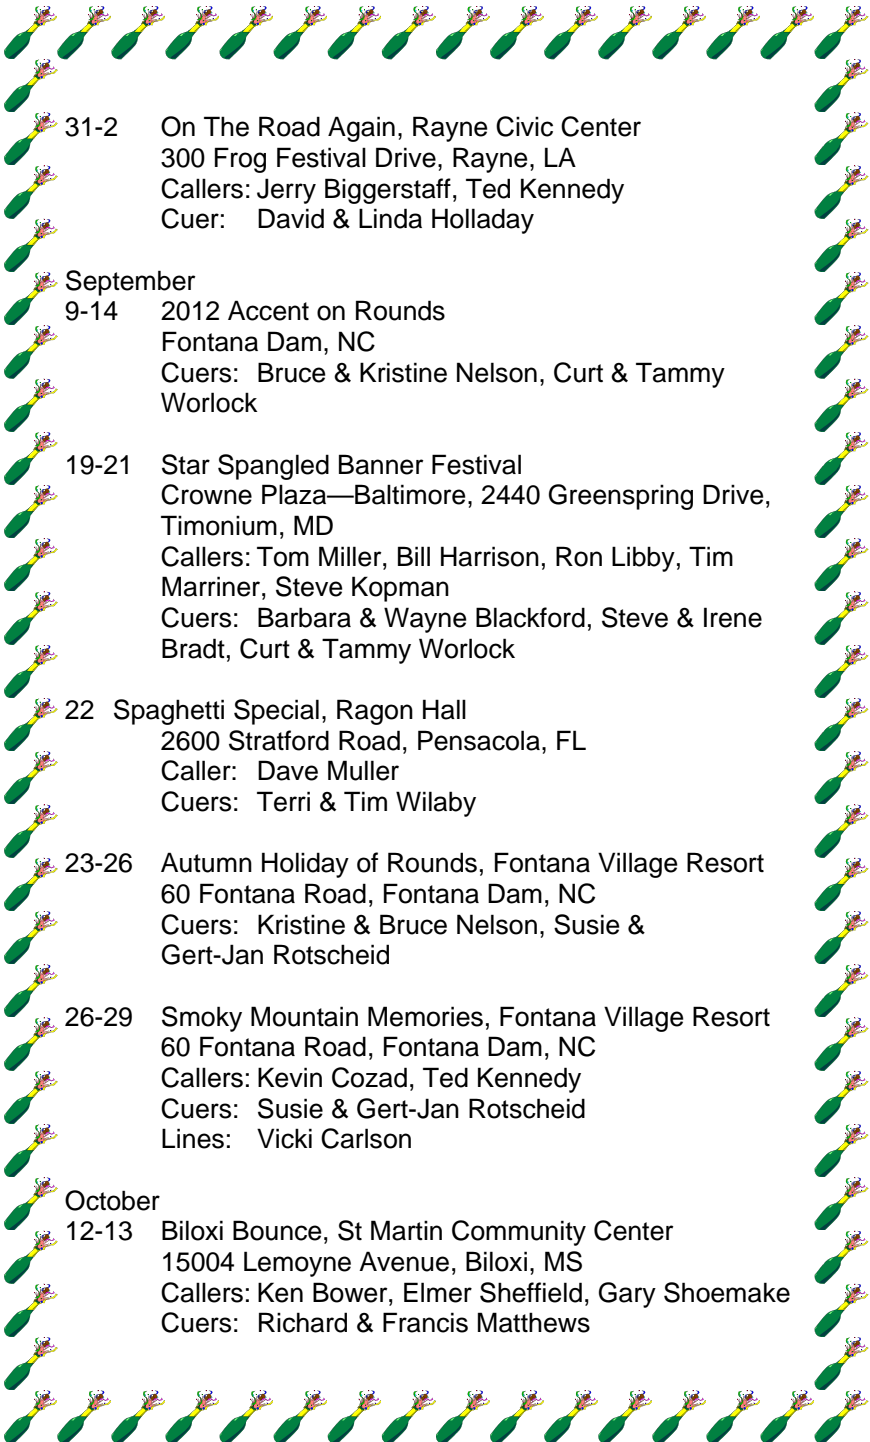 31-2 On The Road Again, Rayne Civic Center
300 Frog Festival Drive, Rayne, LA
Callers: Jerry Biggerstaff, Ted Kennedy
Cuer: David & Linda Holladay
September
9-14 2012 Accent on Rounds
Fontana Dam, NC
Cuers: Bruce & Kristine Nelson, Curt & Tammy
Worlock
19-21 Star Spangled Banner Festival
Crowne Plaza—Baltimore, 2440 Greenspring Drive,
Timonium, MD
Callers: Tom Miller, Bill Harrison, Ron Libby, Tim
Marriner, Steve Kopman
Cuers: Barbara & Wayne Blackford, Steve & Irene
Bradt, Curt & Tammy Worlock
22 Spaghetti Special, Ragon Hall
2600 Stratford Road, Pensacola, FL
Caller: Dave Muller
Cuers: Terri & Tim Wilaby
23-26 Autumn Holiday of Rounds, Fontana Village Resort
60 Fontana Road, Fontana Dam, NC
Cuers: Kristine & Bruce Nelson, Susie &
Gert-Jan Rotscheid
26-29 Smoky Mountain Memories, Fontana Village Resort
60 Fontana Road, Fontana Dam, NC
Callers: Kevin Cozad, Ted Kennedy
Cuers: Susie & Gert-Jan Rotscheid
Lines: Vicki Carlson
October
12-13 Biloxi Bounce, St Martin Community Center
15004 Lemoyne Avenue, Biloxi, MS
Callers: Ken Bower, Elmer Sheffield, Gary Shoemake
Cuers: Richard & Francis Matthews